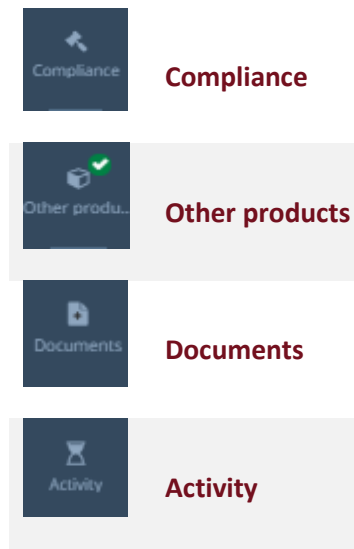 Compliance
Compliance
Other produ..
Other products
Documents
Documents
Activity
Activity